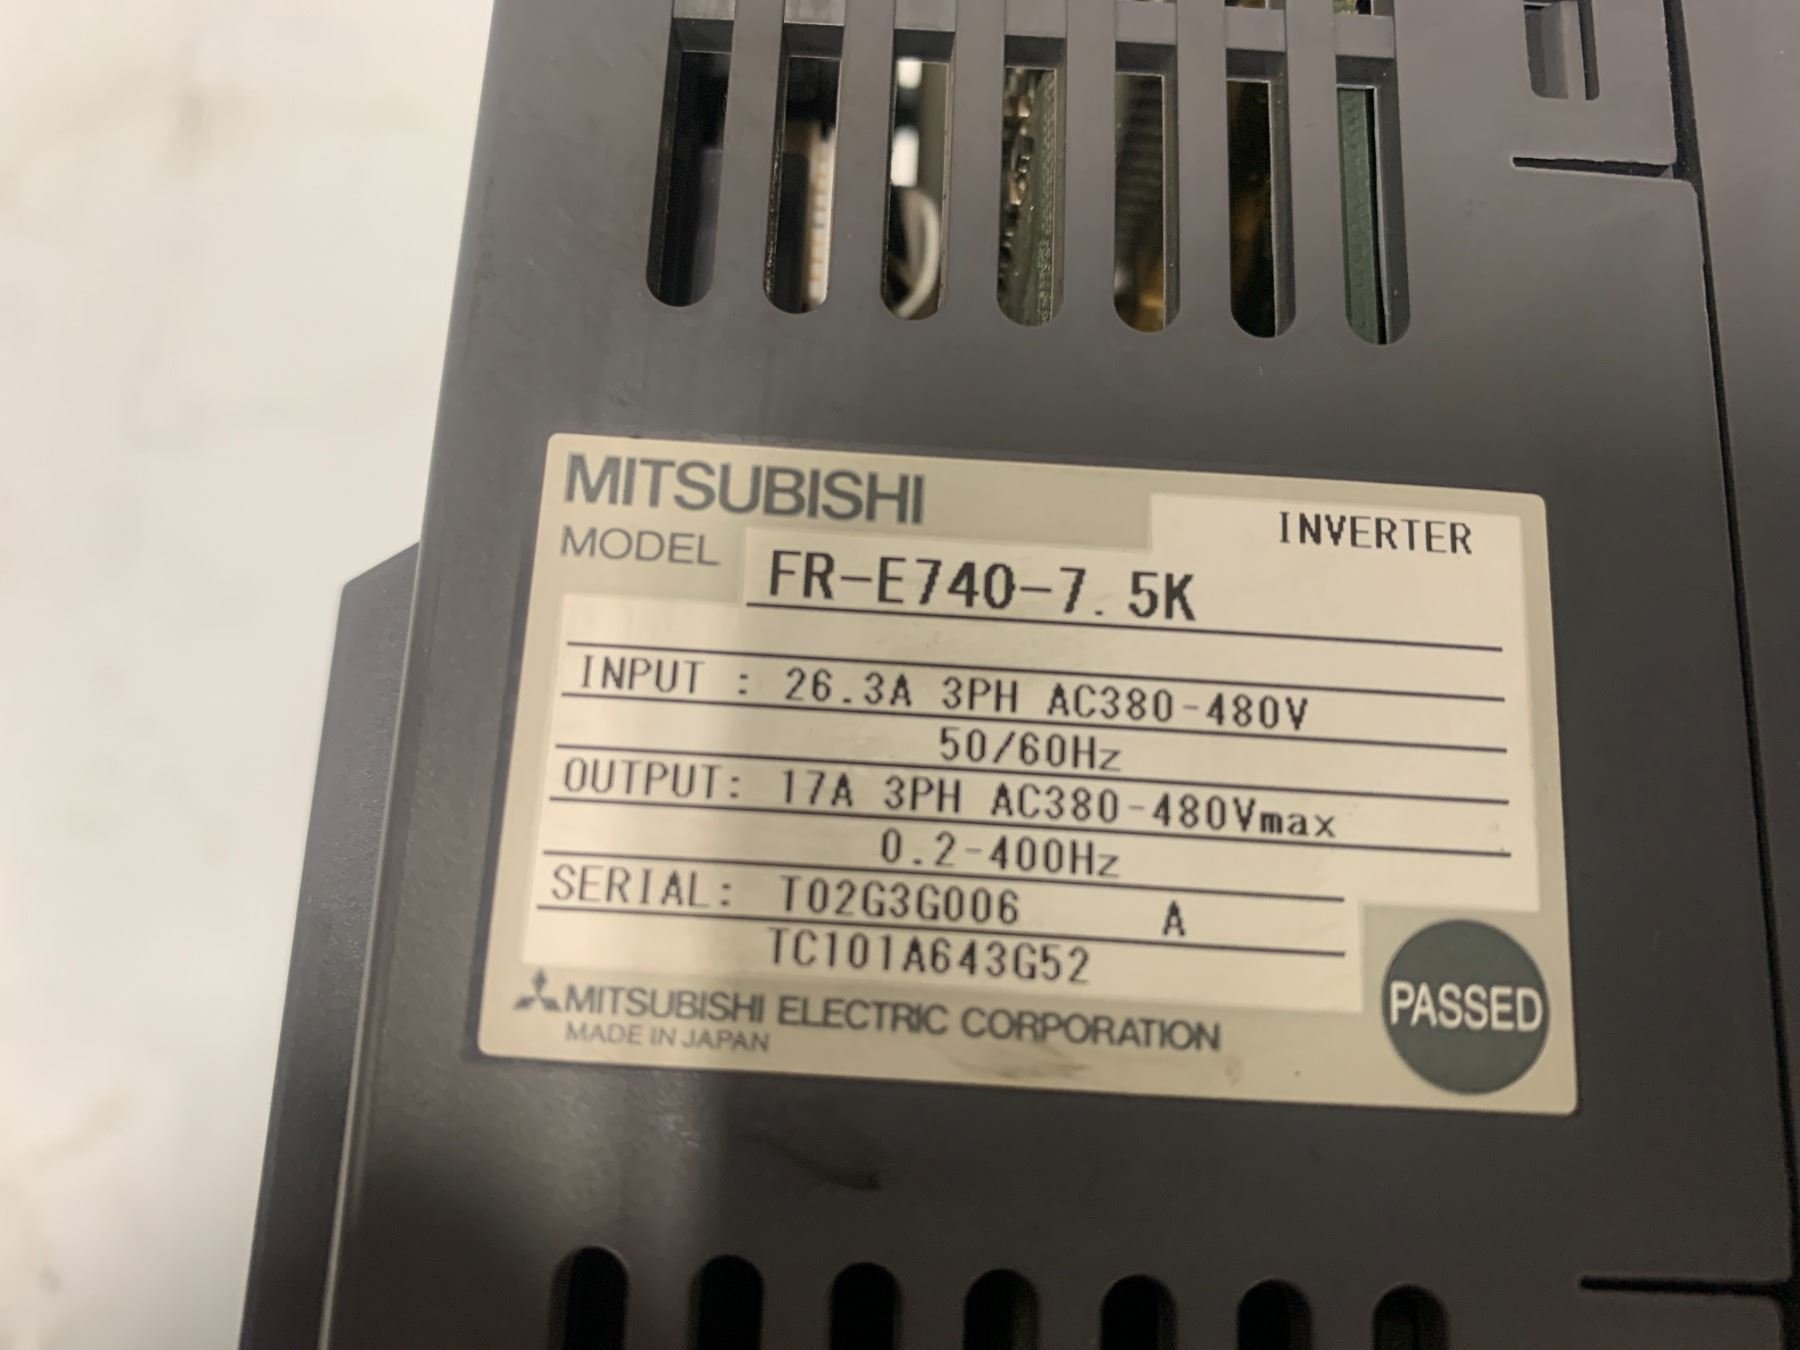 MITSUBISHI
INVERTER
MODEL FR-E740-7.5K
INPUT : 26.3A 3PH AC380-480V
50/60Hz
OUTPUT: 17A 3PH AC380-480Vmax
0.2-400Hz
SERIAL: T02G3G006 A
TC101A643G52
MITSUBISHI ELECTRIC CORPORATION
MADE IN JAPAN
PASSED